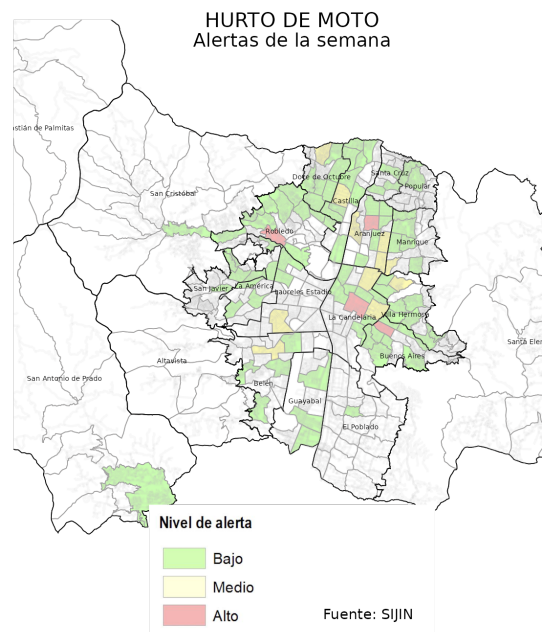 HURTO DE MOTO
Alertas de la semana
stián de Palmitas
San Cristóbal
Doce de Octubre
Santa Cruz
Popular
Castilla
Robledo
Aranjuez
Manrique
San Javier
La América
Laureles Estadio
La Candelaria
Villa Hermosa
Santa Elen
Altavista
Buenos Aires
San Antonio de Prado
Belén
Guayabal
El Poblado
Nivel de alerta
Bajo
Medio
Alto
Fuente: SIJIN